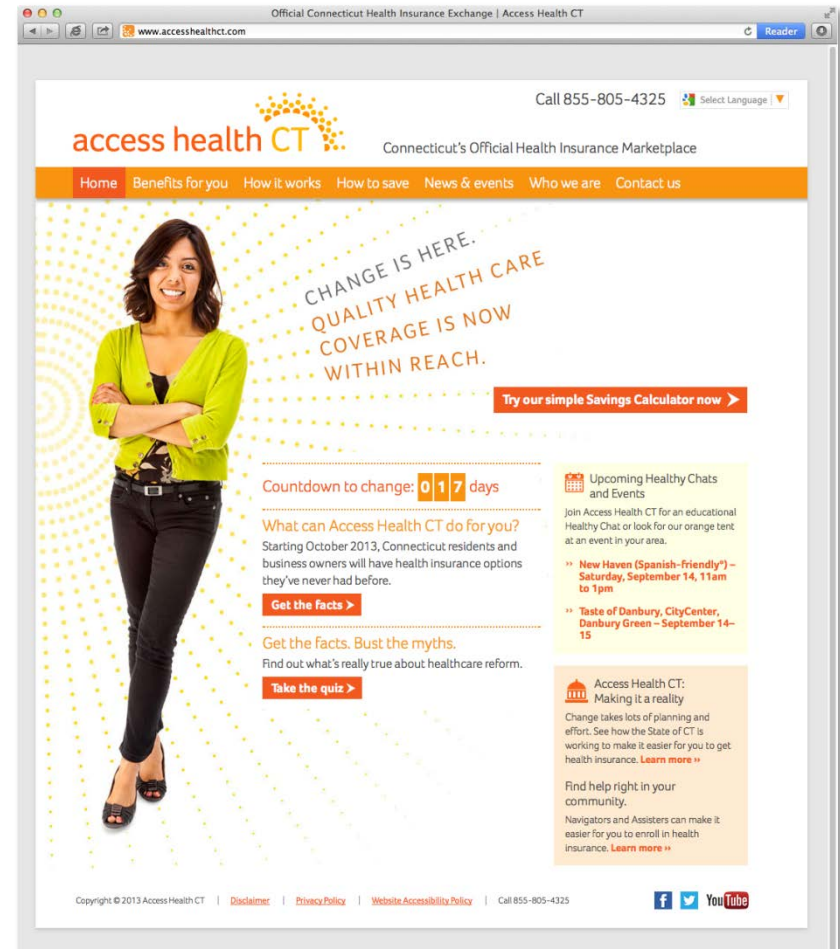 Official Connecticut Health Insurance Exchange | Access Health CT
www.accesshealthct.com
Reader
Call 855-805-4325
Select Language
access health CT
Connecticut's Official Health Insurance Marketplace
Home Benefits for you How it works How to save News & events Who we are Contact us
CHANGE IS HERE.
QUALITY HEALTH CARE
COVERAGE IS NOW
WITHIN REACH.
Try our simple Savings Calculator now
Countdown to change: 017 days
What can Access Health CT do for you?
Starting October 2013, Connecticut residents and
business owners will have health insurance options
they've never had before.
Get the facts
Get the facts. Bust the myths.
Find out what's really true about healthcare reform.
Take the quiz
Upcoming Healthy Chats
and Events
Join Access Health CT for an educational
Healthy Chat or look for our orange tent
at an event in your area.
›› New Haven (Spanish-friendly*) –
Saturday, September 14, 11am
to 1pm
›› Taste of Danbury, CityCenter,
Danbury Green – September 14–
15
Access Health CT:
Making it a reality
Change takes lots of planning and
effort. See how the State of CT is
working to make it easier for you to get
health insurance. Learn more ››
Find help right in your
community.
Navigators and Assisters can make it
easier for you to enroll in health
insurance. Learn more ››
Copyright © 2013 Access Health CT | Disclaimer | Privacy Policy | Website Accessibility Policy | Call 855-805-4325
f
YouTube